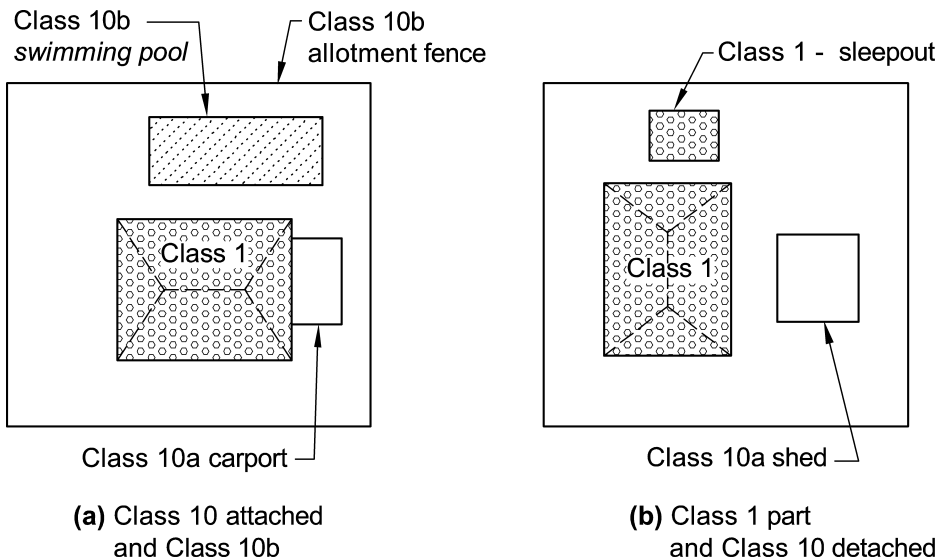 Class 10b
swimming pool
Class 10b
allotment fence
Class 1
Class 10a carport
(a) Class 10 attached
and Class 10b
Class 1 - sleepout
Class 1
Class 10a shed
(b) Class 1 part
and Class 10 detached